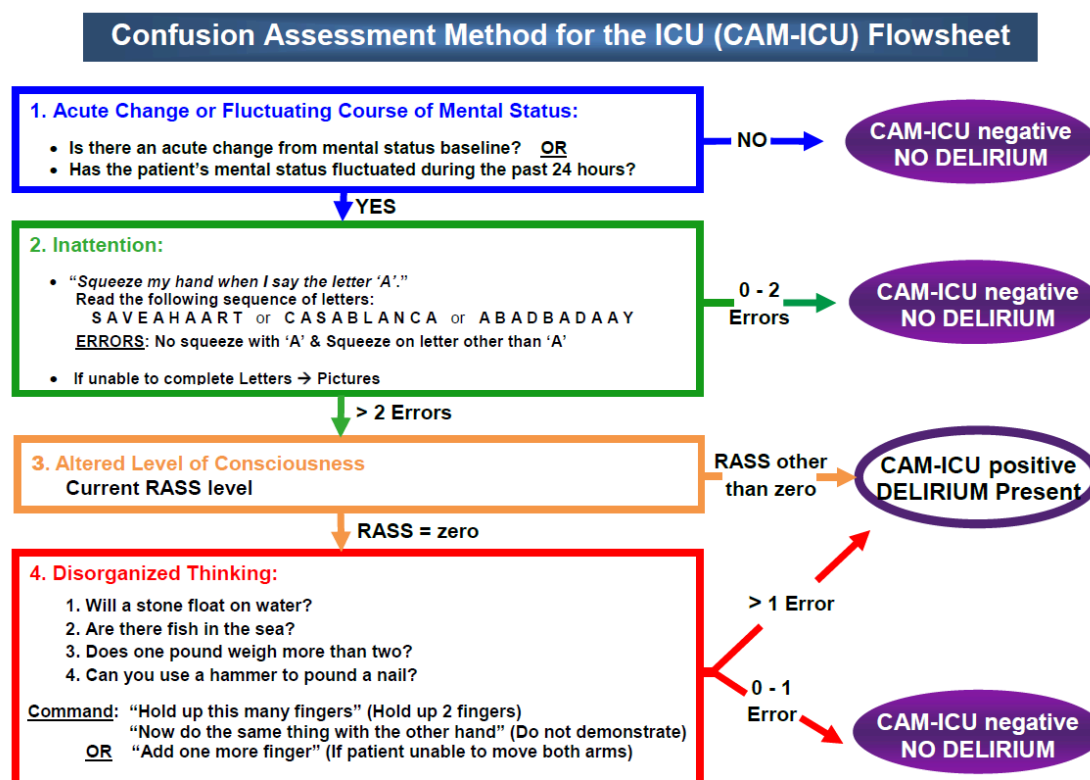 Confusion Assessment Method for the ICU (CAM-ICU) Flowsheet
1. Acute Change or Fluctuating Course of Mental Status:
• Is there an acute change from mental status baseline? OR
• Has the patient's mental status fluctuated during the past 24 hours?
NO
CAM-ICU negative
NO DELIRIUM
YES
2. Inattention:
• “Squeeze my hand when I say the letter ‘A’.”
Read the following sequence of letters:
S A V E A H A A R T or C A S A B L A N C A or A B A D B A D A A Y
ERRORS: No squeeze with ‘A’ & Squeeze on letter other than ‘A’
• If unable to complete Letters → Pictures
0 - 2
Errors
CAM-ICU negative
NO DELIRIUM
> 2 Errors
3. Altered Level of Consciousness
Current RASS level
RASS other
than zero
CAM-ICU positive
DELIRIUM Present
RASS = zero
4. Disorganized Thinking:
1. Will a stone float on water?
2. Are there fish in the sea?
3. Does one pound weigh more than two?
4. Can you use a hammer to pound a nail?
Command: “Hold up this many fingers” (Hold up 2 fingers)
“Now do the same thing with the other hand” (Do not demonstrate)
OR “Add one more finger” (If patient unable to move both arms)
> 1 Error
0 - 1
Error
CAM-ICU negative
NO DELIRIUM